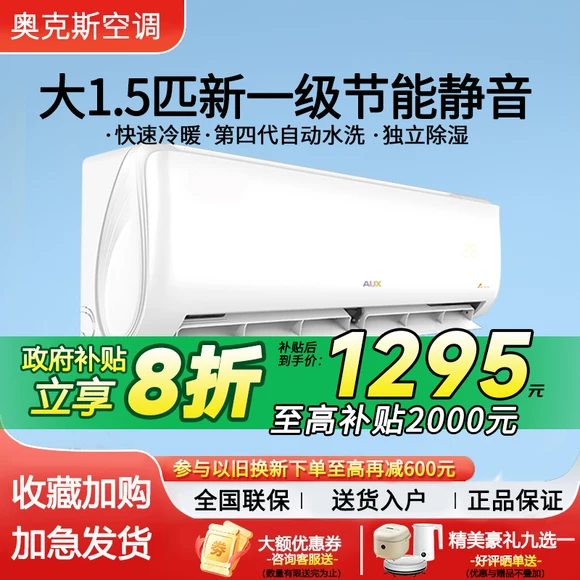 奥克斯空调
大1.5匹新一级节能静音
·快速冷暖·第四代自动水洗·独立除湿
AUX
政府补贴
立享
8折
补贴后
到手价:
1295元
至高补贴2000元
参与以旧换新下单至高再减600元
收藏加购
加急发货
全国联保
送货入户
正品保证
券
大额优惠券
-咨询客服送-
(数量有限送完为止)
精美豪礼九选一
-好评晒单送-
(优惠与赠品不叠加)